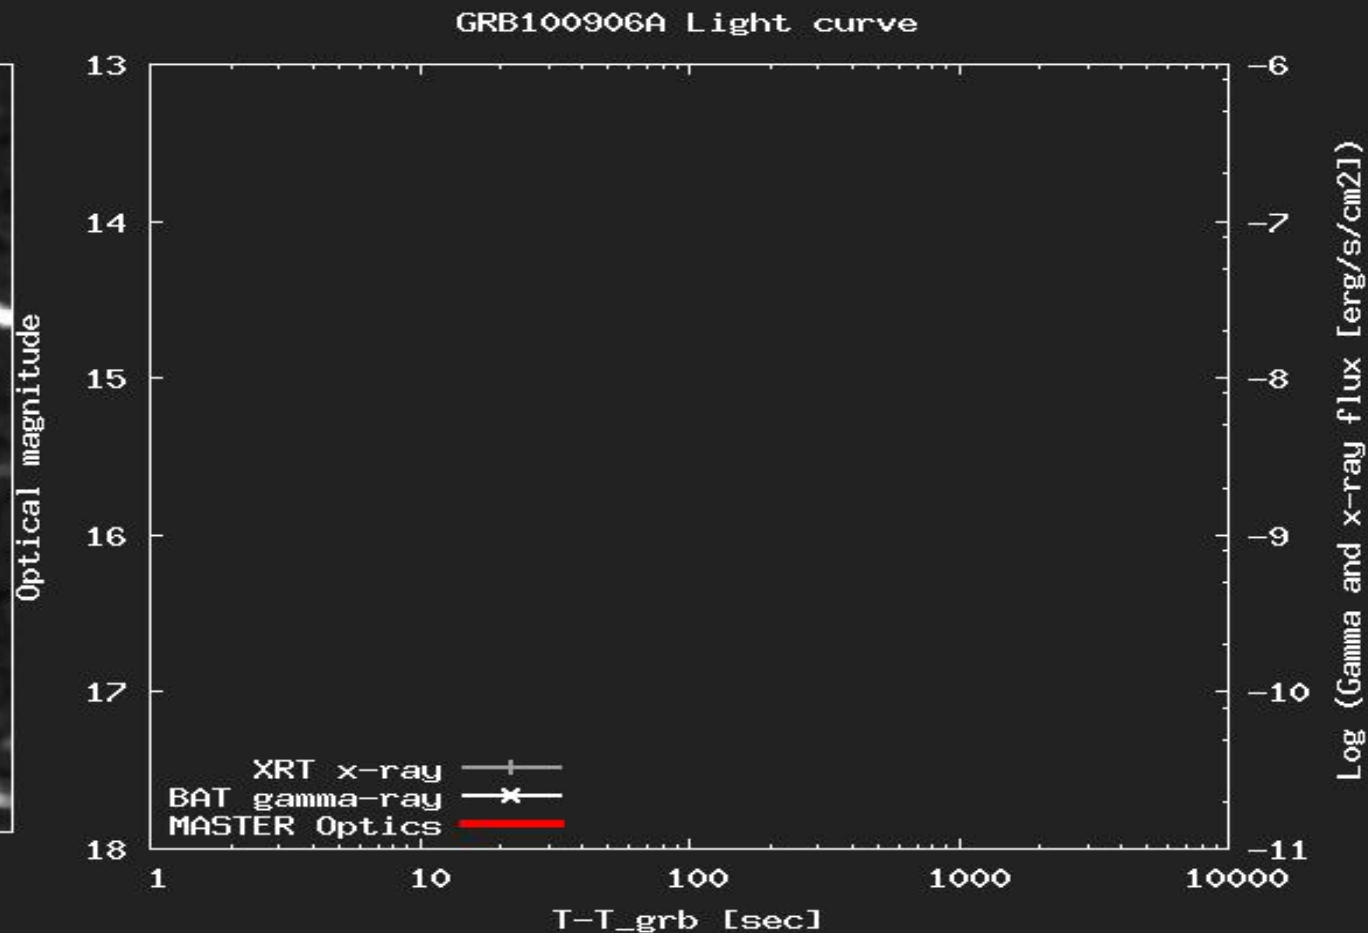 GRB100906A Light curve
13
14
15
16
17
18
Optical magnitude
-6
-7
-8
-9
-10
-11
Log (Gamma and x-ray flux [erg/s/cm2])
XRT x-ray
BAT gamma-ray
MASTER Optics
1 10 100 1000 10000
T-T_grb [sec]